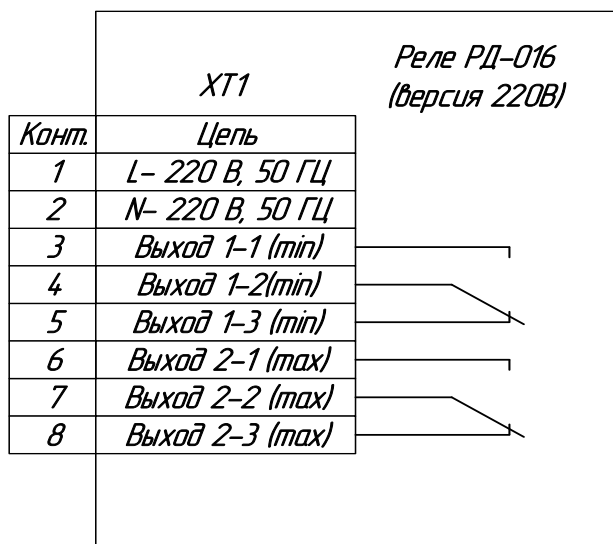 Реле РД-016
(версия 220В)
XT1
Конт. Цепь
1 L- 220 В, 50 ГЦ
2 N- 220 В, 50 ГЦ
3 Выход 1-1 (min)
4 Выход 1-2(min)
5 Выход 1-3 (min)
6 Выход 2-1 (max)
7 Выход 2-2 (max)
8 Выход 2-3 (max)